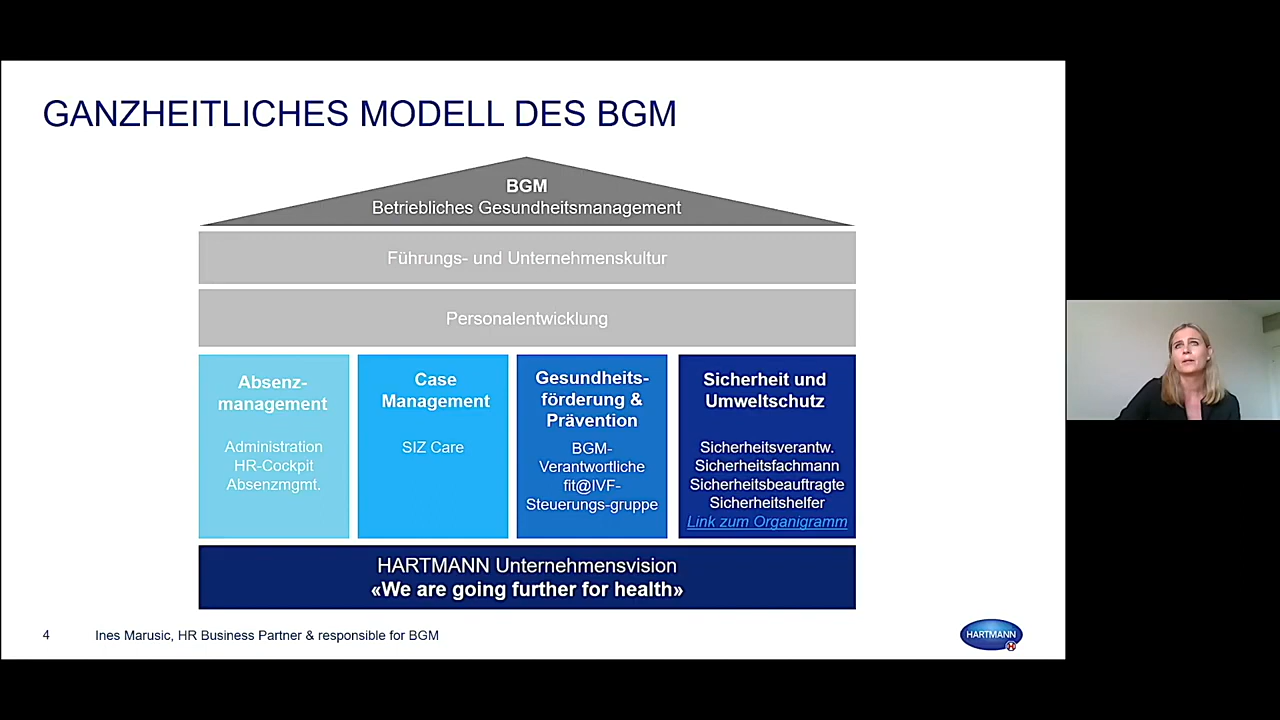 GANZHEITLICHES MODELL DES BGM
BGM
Betriebliches Gesundheitsmanagement
Führungs- und Unternehmenskultur
Personalentwicklung
Absenz-
management
Administration
HR-Cockpit
Absenzmgmt.
Case
Management
SIZ Care
Gesundheits-
förderung &
Prävention
BGM-
Verantwortliche
fit@IVF-
Steuerungs-gruppe
Sicherheit und
Umweltschutz
Sicherheitsverantw.
Sicherheitsfachmann
Sicherheitsbeauftragte
Sicherheitshelfer
Link zum Organigramm
HARTMANN Unternehmensvision
«We are going further for health»
4 Ines Marusic, HR Business Partner & responsible for BGM
HARTMANN